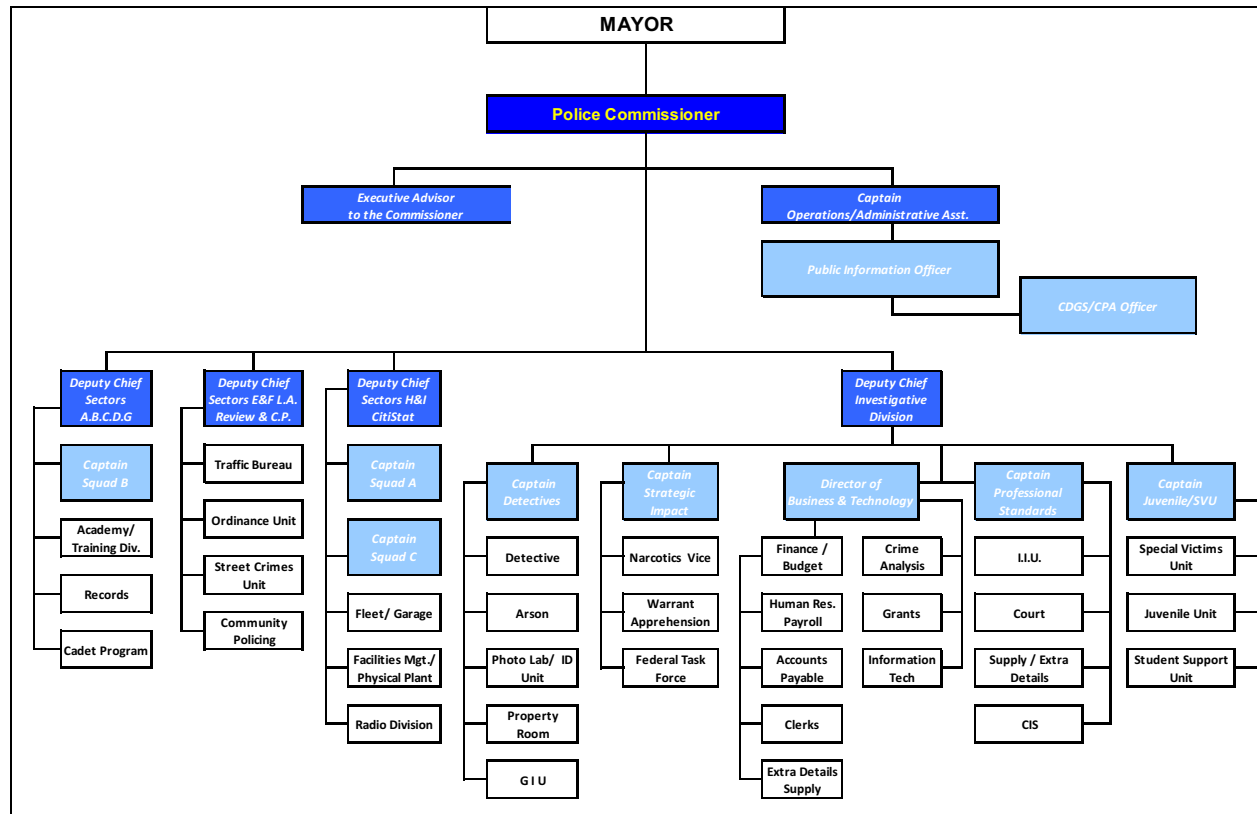 MAYOR
Police Commissioner
Executive Advisor
to the Commissioner
Captain
Operations/Administrative Asst.
Public Information Officer
CDGS/CPA Officer
Deputy Chief
Sectors
A.B.C.D.G
Deputy Chief
Sectors E&F L.A.
Review & C.P.
Deputy Chief
Sectors H&I
CitiStat
Deputy Chief
Investigative
Division
Captain
Squad B
Academy/
Training Div.
Records
Cadet Program
Traffic Bureau
Ordinance Unit
Street Crimes
Unit
Community
Policing
Captain
Squad A
Captain
Squad C
Fleet/ Garage
Facilities Mgt./
Physical Plant
Radio Division
Captain
Detectives
Detective
Arson
Photo Lab/ ID
Unit
Property
Room
G I U
Captain
Strategic
Impact
Narcotics Vice
Warrant
Apprehension
Federal Task
Force
Director of
Business & Technology
Finance /
Budget
Human Res.
Payroll
Accounts
Payable
Clerks
Extra Details
Supply
Crime
Analysis
Grants
Information
Tech
Captain
Professional
Standards
I.I.U.
Court
Supply / Extra
Details
CIS
Captain
Juvenile/SVU
Special Victims
Unit
Juvenile Unit
Student Support
Unit